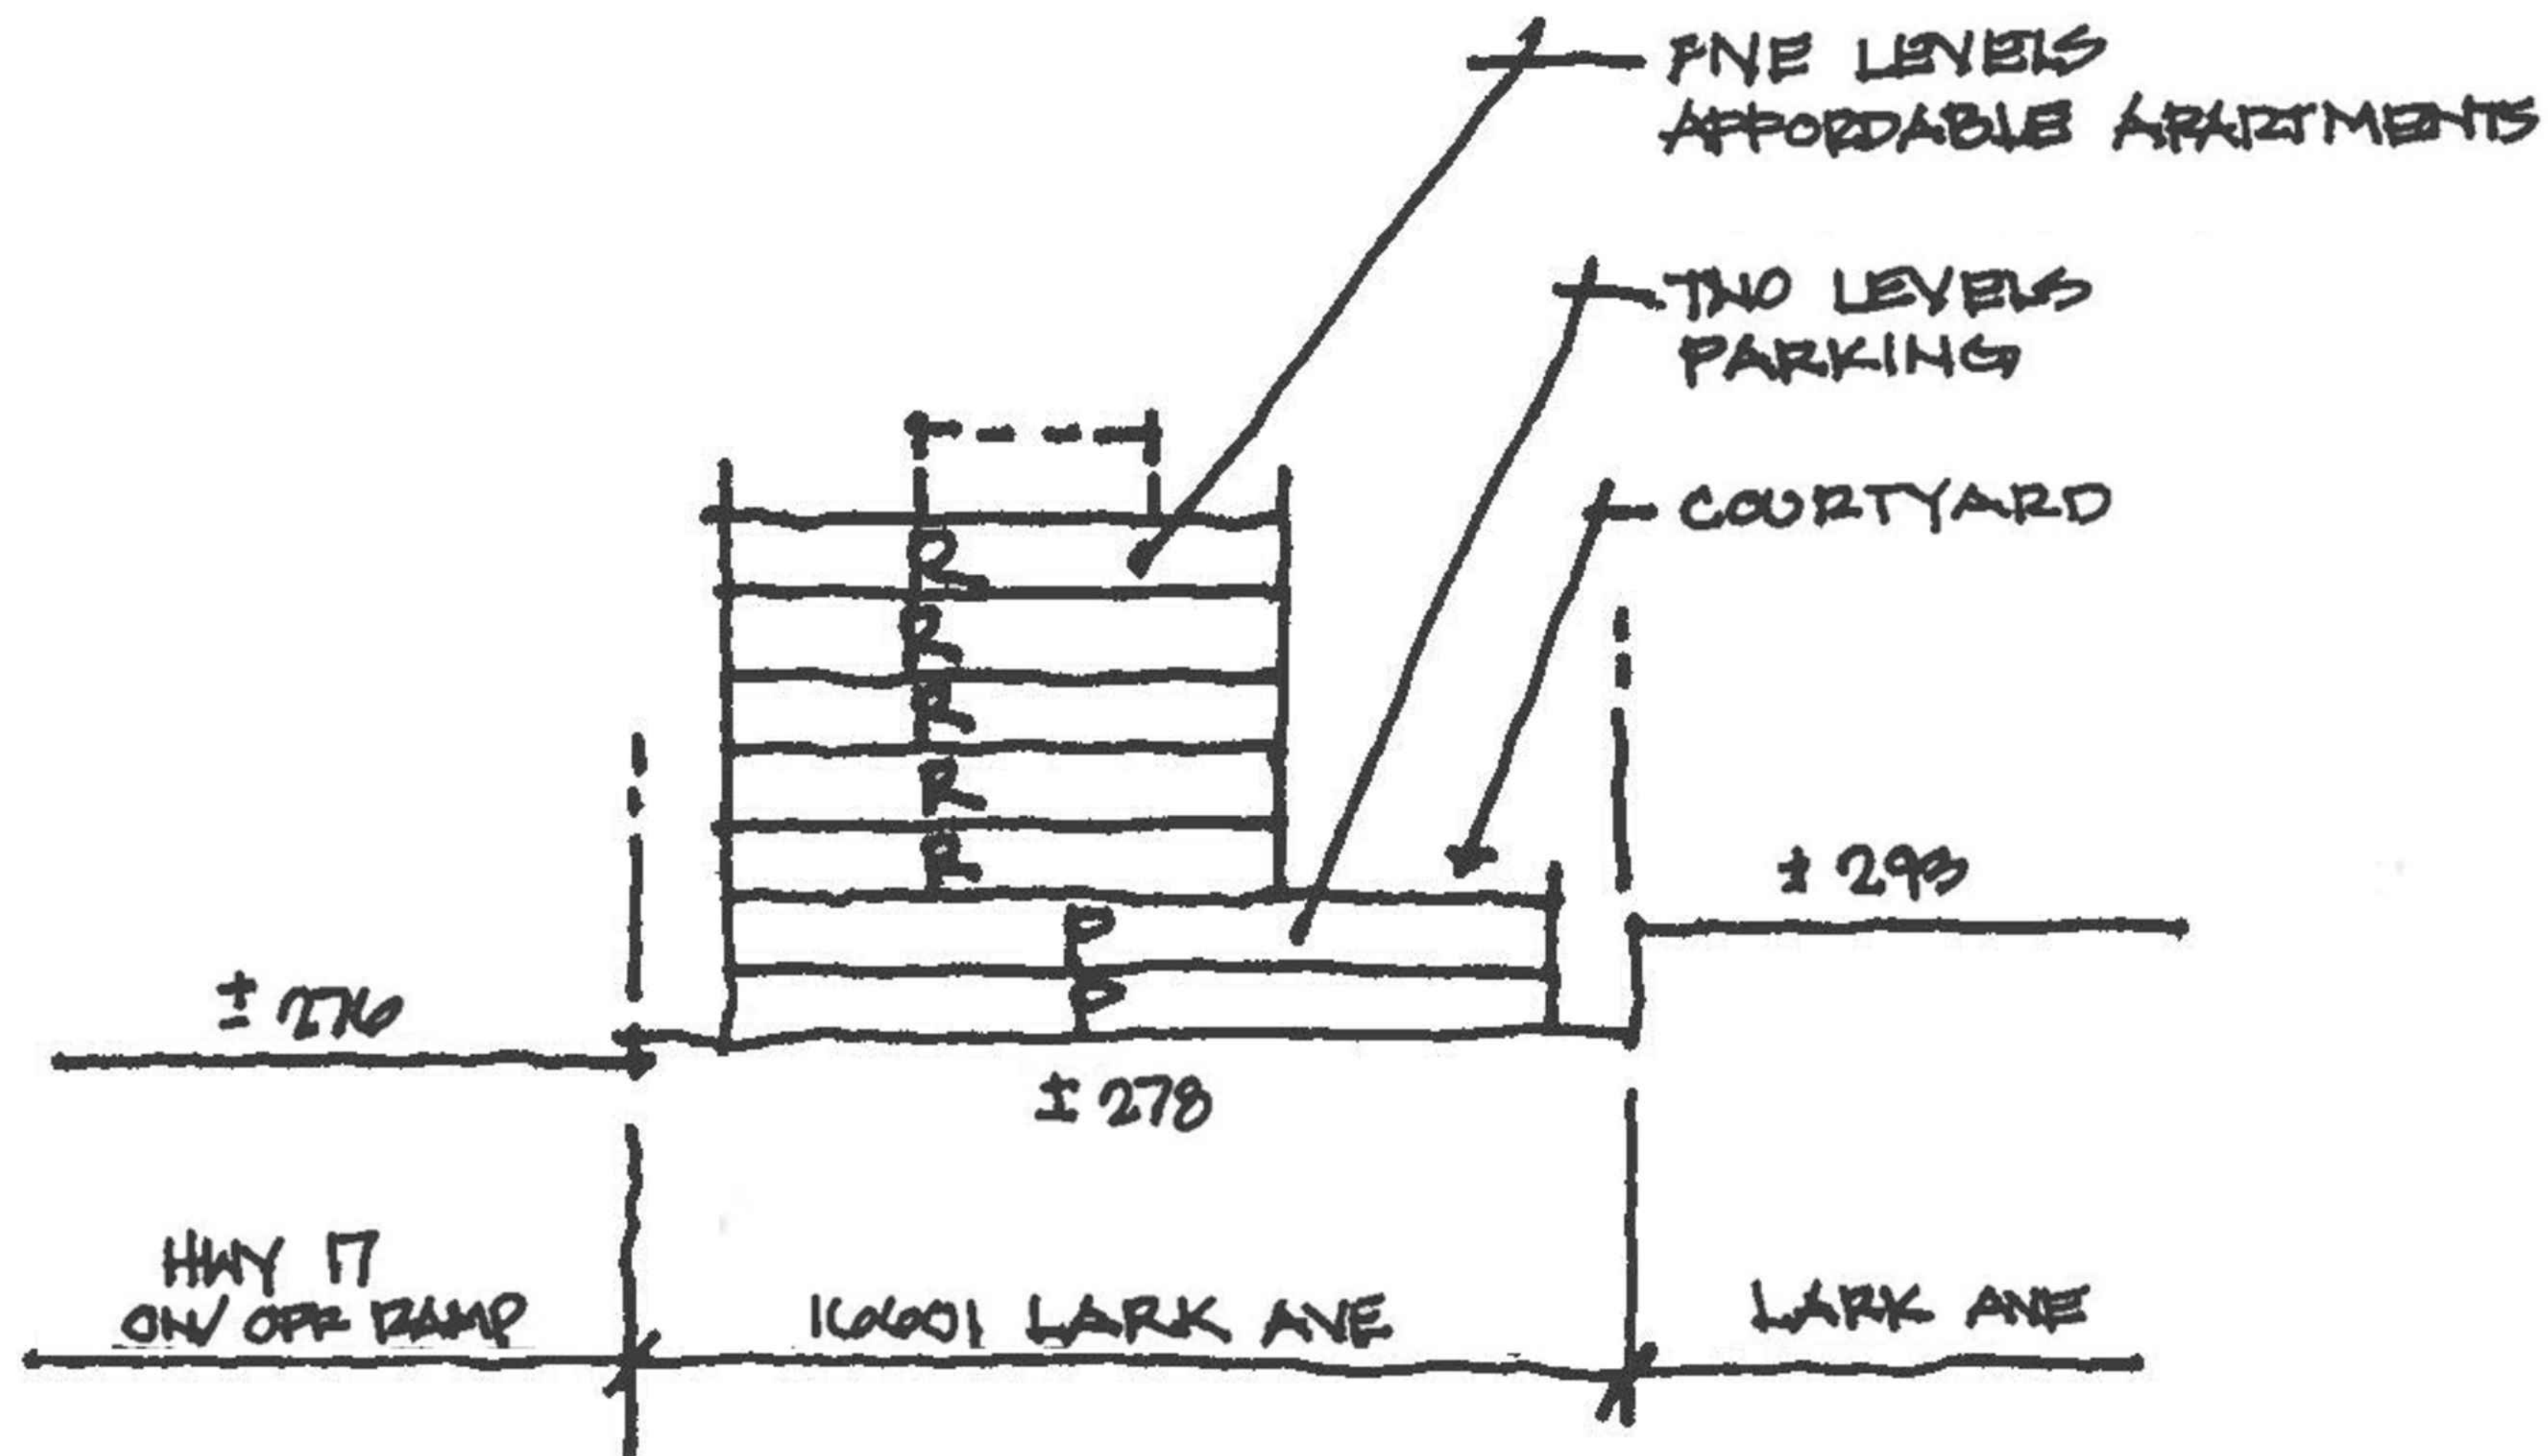 FIVE LEVELS
AFFORDABLE APARTMENTS
TWO LEVELS
PARKING
COURTYARD
R
R
R
R
R
P
P
± 293
± 276
± 278
HWY 17
ON/OFF RAMP
16601 LARK AVE
LARK AVE